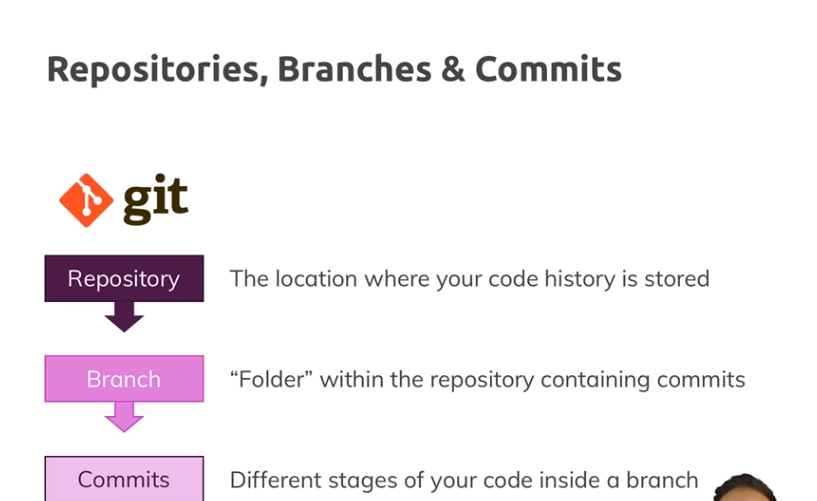 Repositories, Branches & Commits
git
Repository The location where your code history is stored
Branch “Folder” within the repository containing commits
Commits Different stages of your code inside a branch